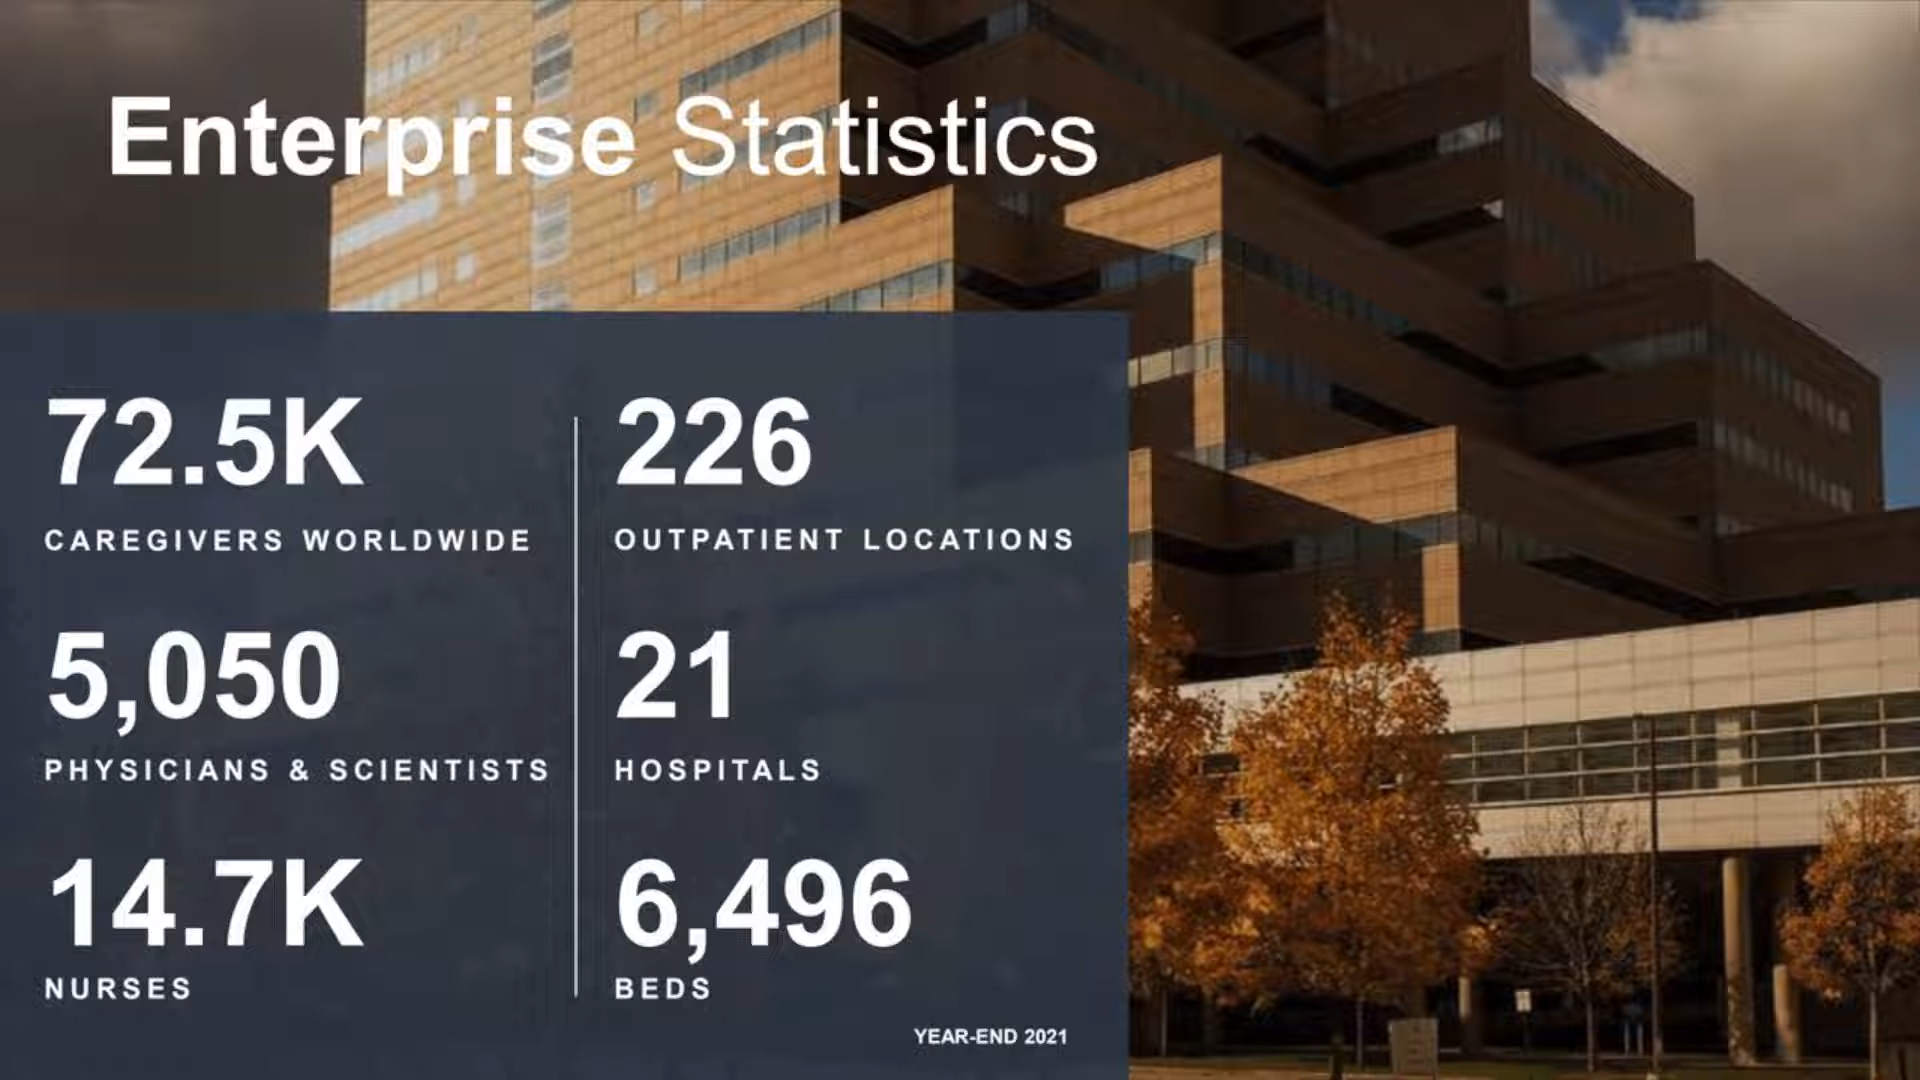 Enterprise Statistics
72.5K
CAREGIVERS WORLDWIDE
5,050
PHYSICIANS & SCIENTISTS
14.7K
NURSES
226
OUTPATIENT LOCATIONS
21
HOSPITALS
6,496
BEDS
YEAR-END 2021